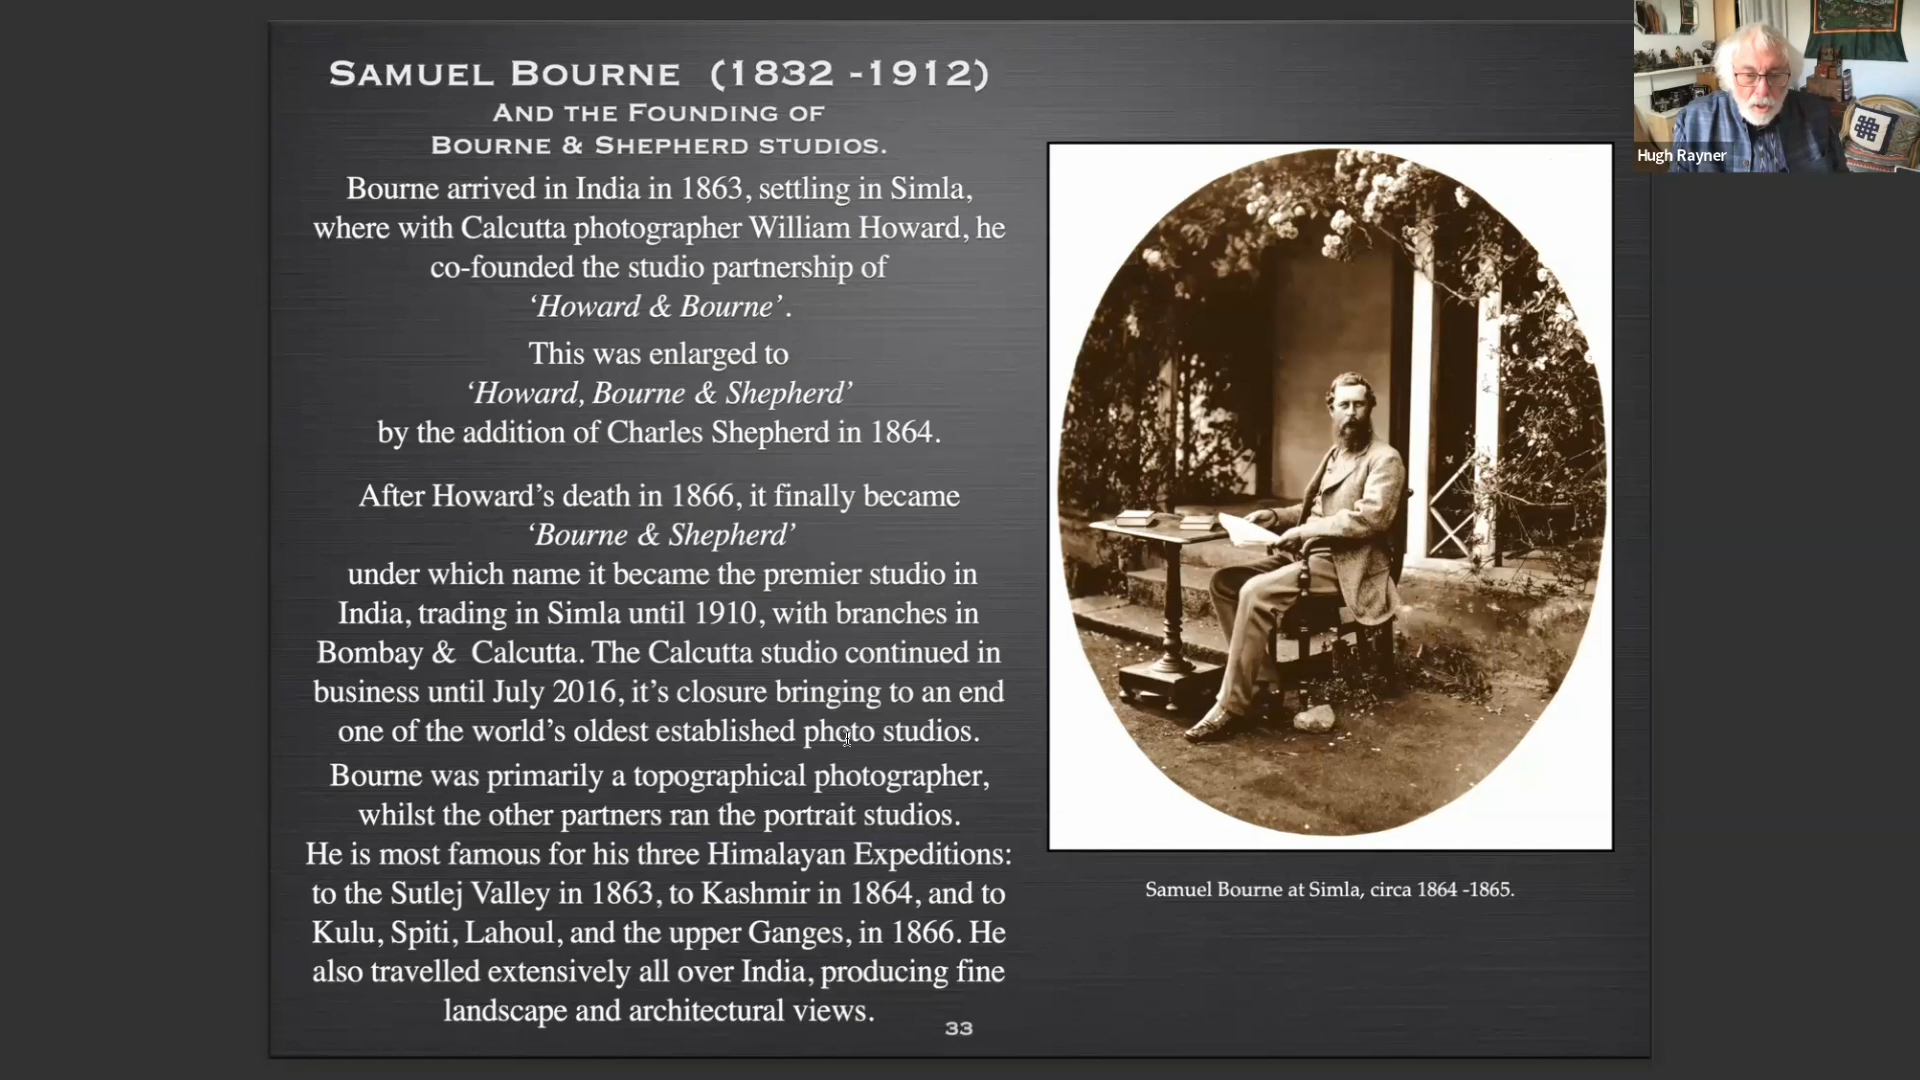 SAMUEL BOURNE (1832 -1912)
AND THE FOUNDING OF
BOURNE & SHEPHERD STUDIOS.
Bourne arrived in India in 1863, settling in Simla,
where with Calcutta photographer William Howard, he
co-founded the studio partnership of
‘Howard & Bourne’.
This was enlarged to
‘Howard, Bourne & Shepherd’
by the addition of Charles Shepherd in 1864.
After Howard’s death in 1866, it finally became
‘Bourne & Shepherd’
under which name it became the premier studio in
India, trading in Simla until 1910, with branches in
Bombay & Calcutta. The Calcutta studio continued in
business until July 2016, it’s closure bringing to an end
one of the world’s oldest established photo studios.
Bourne was primarily a topographical photographer,
whilst the other partners ran the portrait studios.
He is most famous for his three Himalayan Expeditions:
to the Sutlej Valley in 1863, to Kashmir in 1864, and to
Kulu, Spiti, Lahoul, and the upper Ganges, in 1866. He
also travelled extensively all over India, producing fine
landscape and architectural views.
33
Samuel Bourne at Simla, circa 1864 -1865.
Hugh Rayner